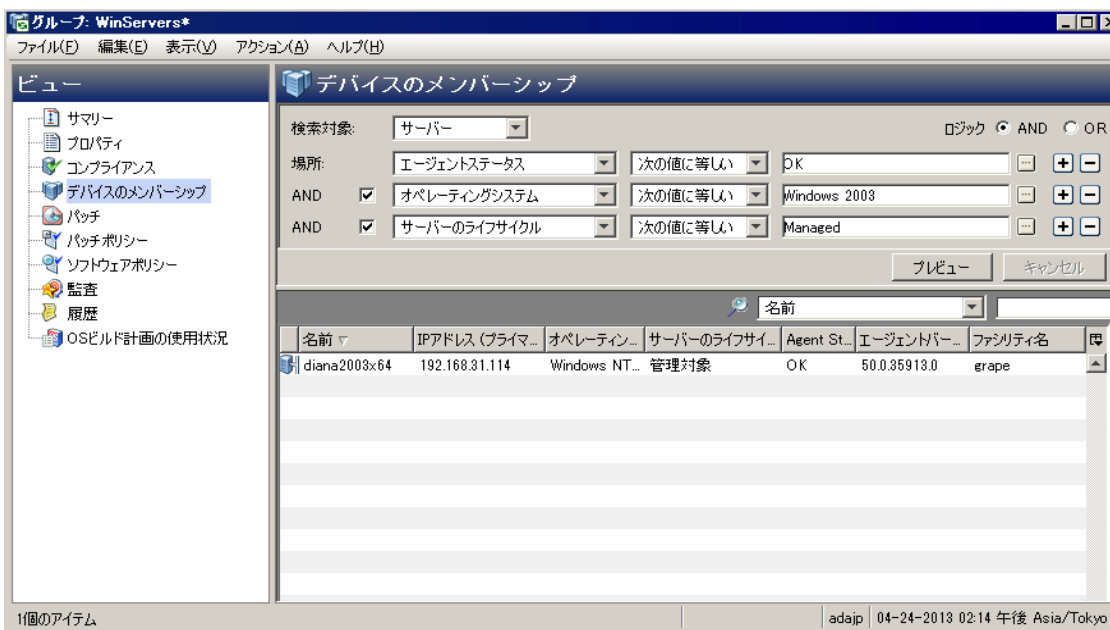 グループ: WinServers*
ファイル(F) 編集(E) 表示(V) アクション(A) ヘルプ(H)
ビュー
サマリー
プロパティ
コンプライアンス
デバイスのメンバーシップ
パッチ
パッチポリシー
ソフトウェアポリシー
監査
履歴
OSビルド計画の使用状況
デバイスのメンバーシップ
検索対象: サーバー ロジック AND OR
場所: エージェントステータス 次の値に等しい OK
AND オペレーティングシステム 次の値に等しい Windows 2003
AND サーバーのライフサイクル 次の値に等しい Managed
プレビュー キャンセル
名前
名前 IPアドレス (プライマ... オペレーティン... サーバーのライフサイ... Agent St... エージェントバー... ファシリティ名
diana2003x64 192.168.31.114 Windows NT... 管理対象 OK 50.0.35913.0 grape
1個のアイテム adajp 04-24-2013 02:14 午後 Asia/Tokyo